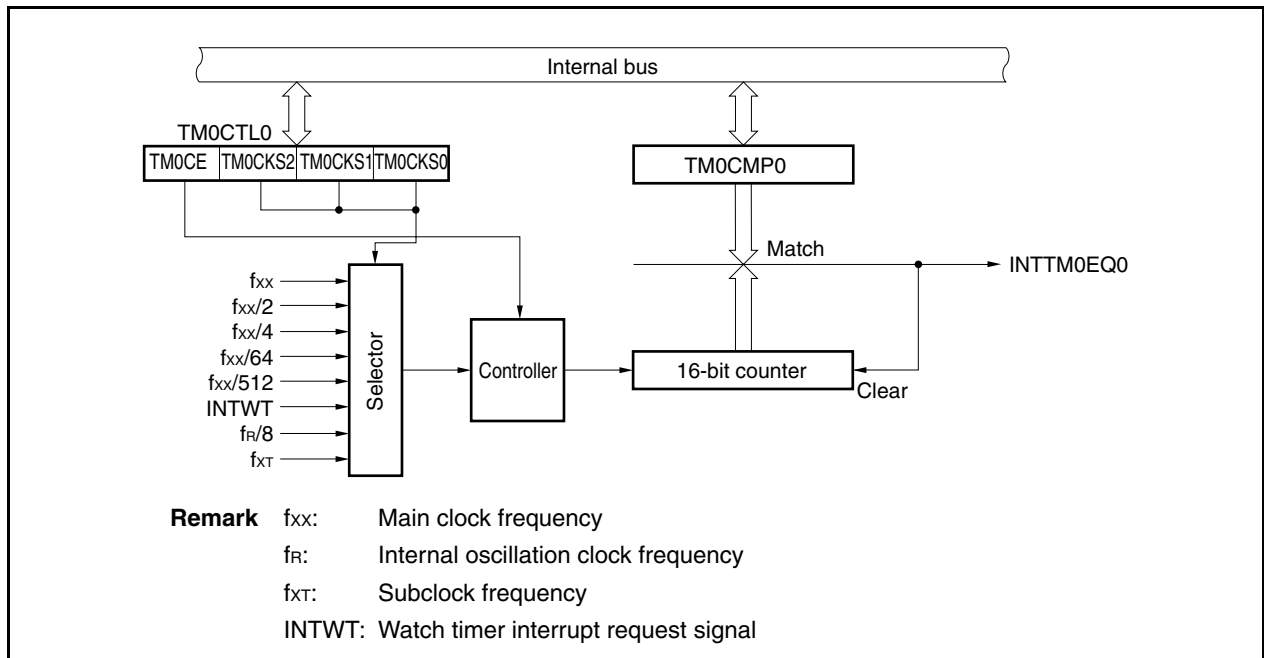 Internal bus
TM0CTL0
TM0CE TM0CKS2 TM0CKS1 TM0CKS0
TM0CMP0
Match
INTTM0EQ0
fXX
fXX/2
fXX/4
fXX/64
fXX/512
INTWT
fR/8
fXT
Selector
Controller
16-bit counter
Clear
Remark fXX: Main clock frequency
fR: Internal oscillation clock frequency
fXT: Subclock frequency
INTWT: Watch timer interrupt request signal